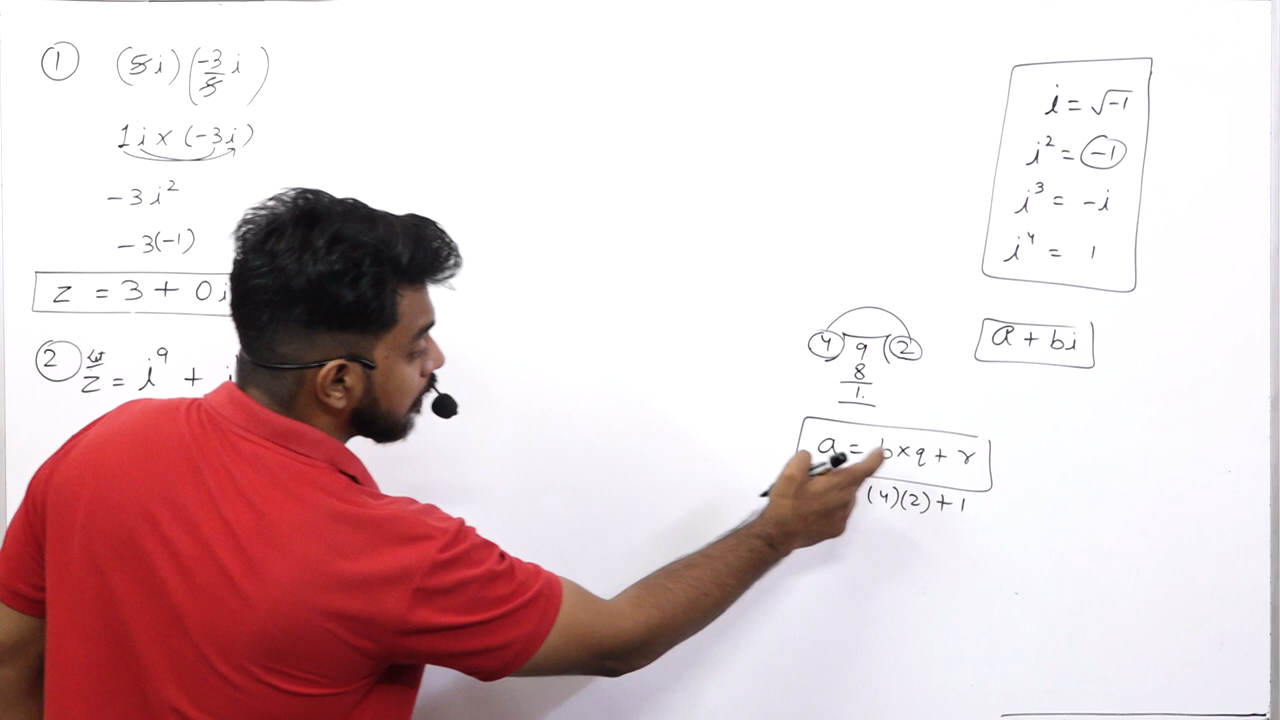 ① (5i)(-3/5 i)
1i × (-3i)
-3i²
-3(-1)
z = 3 + 0i
② Let
z = i⁹ + i
i = √-1
i² = -1
i³ = -i
i⁴ = 1
a + bi
4 9 2
8
1
a = b×q + r
(4)(2) + 1